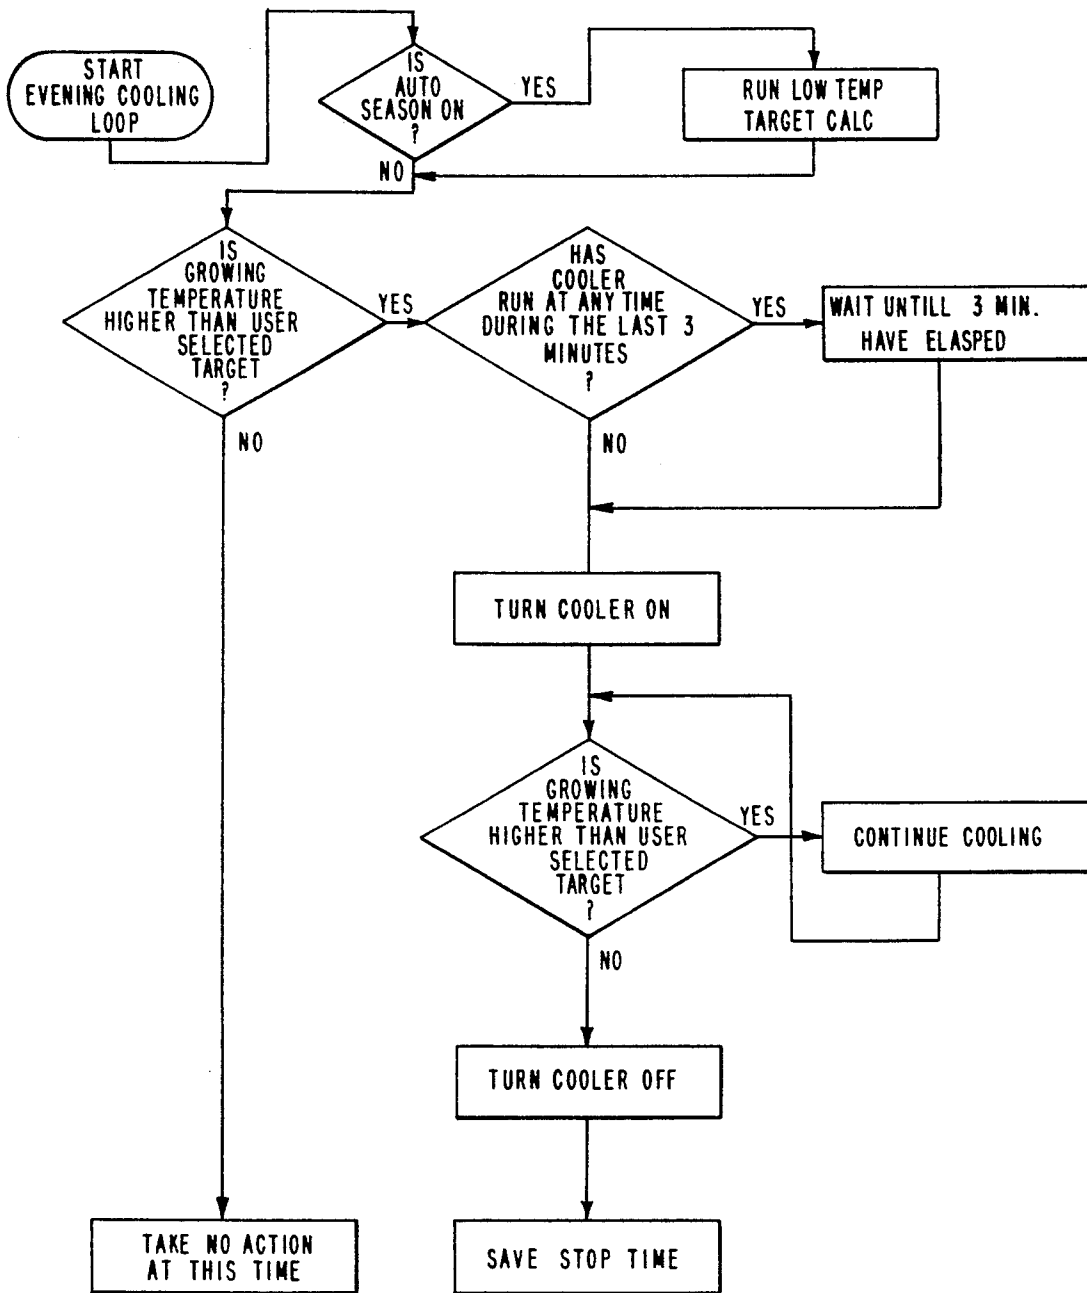 START
EVENING COOLING
LOOP
IS
AUTO
SEASON ON
?
YES
RUN LOW TEMP
TARGET CALC
NO
IS
GROWING
TEMPERATURE
HIGHER THAN USER
SELECTED
TARGET
?
YES
HAS
COOLER
RUN AT ANY TIME
DURING THE LAST 3
MINUTES
?
YES
WAIT UNTILL 3 MIN.
HAVE ELASPED
NO
NO
TURN COOLER ON
IS
GROWING
TEMPERATURE
HIGHER THAN USER
SELECTED
TARGET
?
YES
CONTINUE COOLING
NO
TURN COOLER OFF
TAKE NO ACTION
AT THIS TIME
SAVE STOP TIME